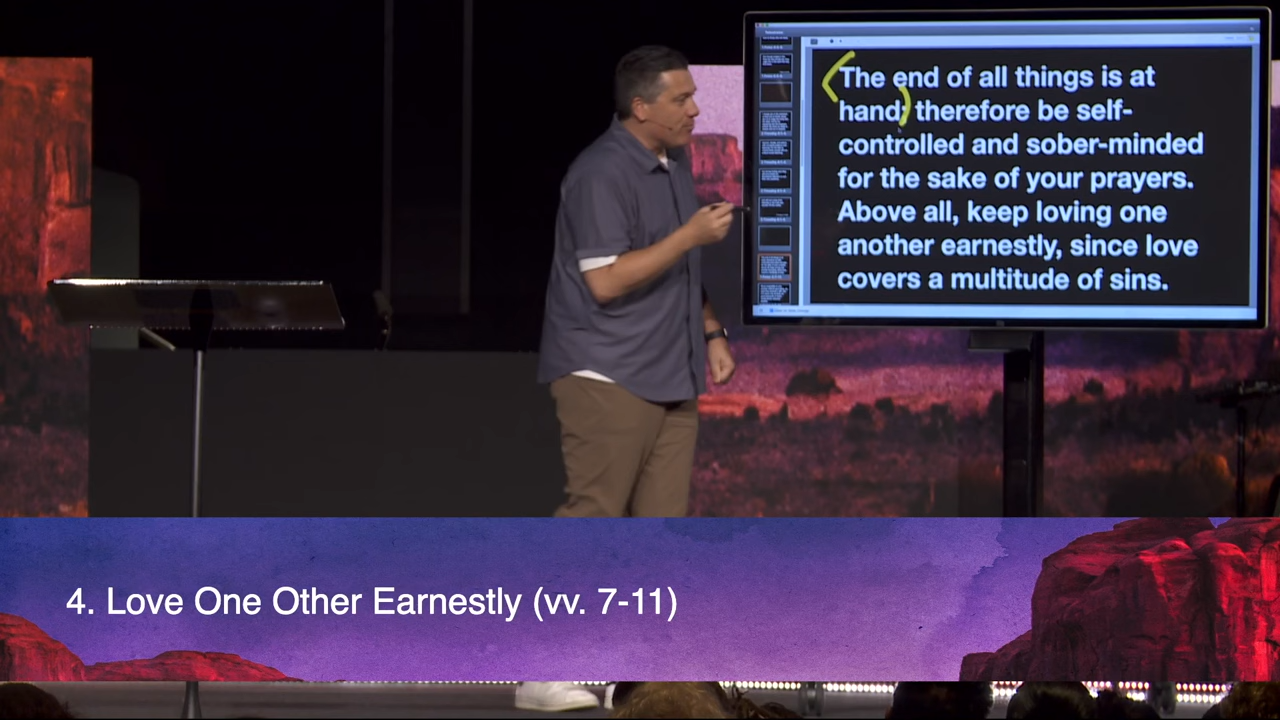 The end of all things is at
hand; therefore be self-
controlled and sober-minded
for the sake of your prayers.
Above all, keep loving one
another earnestly, since love
covers a multitude of sins.
4. Love One Other Earnestly (vv. 7-11)